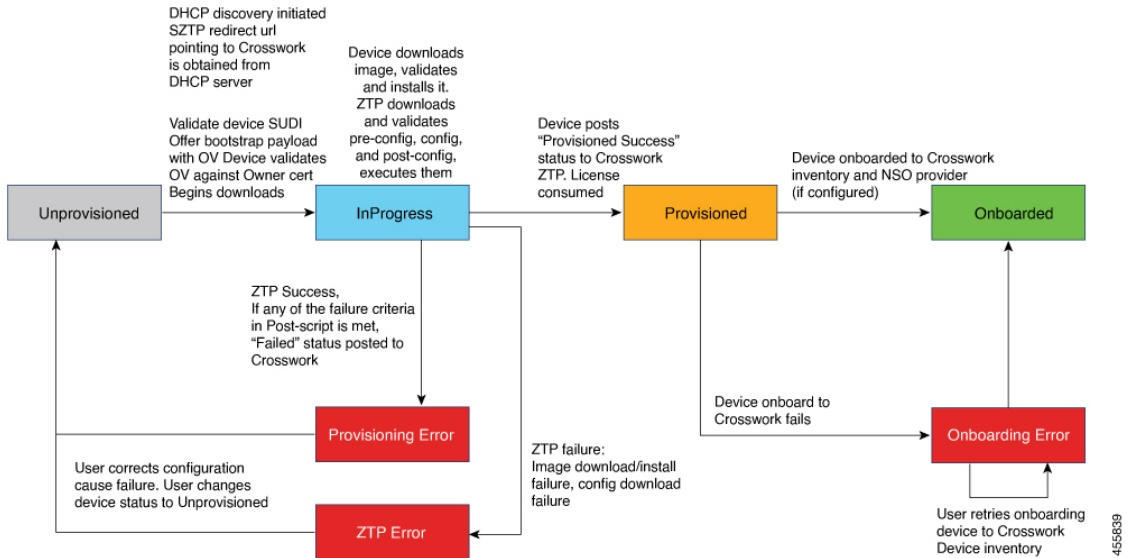 DHCP discovery initiated
SZTP redirect url
pointing to Crosswork
is obtained from
DHCP server
Validate device SUDI
Offer bootstrap payload
with OV Device validates
OV against Owner cert
Begins downloads
Device downloads
image, validates
and installs it.
ZTP downloads
and validates
pre-config, config,
and post-config,
executes them
Device posts
“Provisioned Success”
status to Crosswork
ZTP. License
consumed
Device onboarded to Crosswork
inventory and NSO provider
(if configured)
Unprovisioned
InProgress
Provisioned
Onboarded
ZTP Success,
If any of the failure criteria
in Post-script is met,
“Failed” status posted to
Crosswork
Device onboard to
Crosswork fails
Provisioning Error
Onboarding Error
User corrects configuration
cause failure. User changes
device status to Unprovisioned
ZTP failure:
Image download/install
failure, config download
failure
ZTP Error
User retries onboarding
device to Crosswork
Device inventory
455839